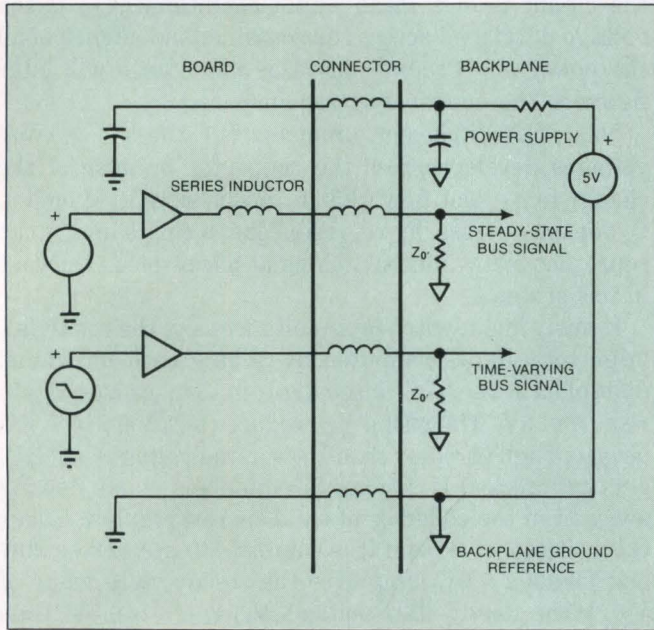 BOARD
CONNECTOR
BACKPLANE
POWER SUPPLY
+
5V
SERIES INDUCTOR
+
Z₀'
STEADY-STATE
BUS SIGNAL
+
Z₀'
TIME-VARYING
BUS SIGNAL
BACKPLANE GROUND
REFERENCE